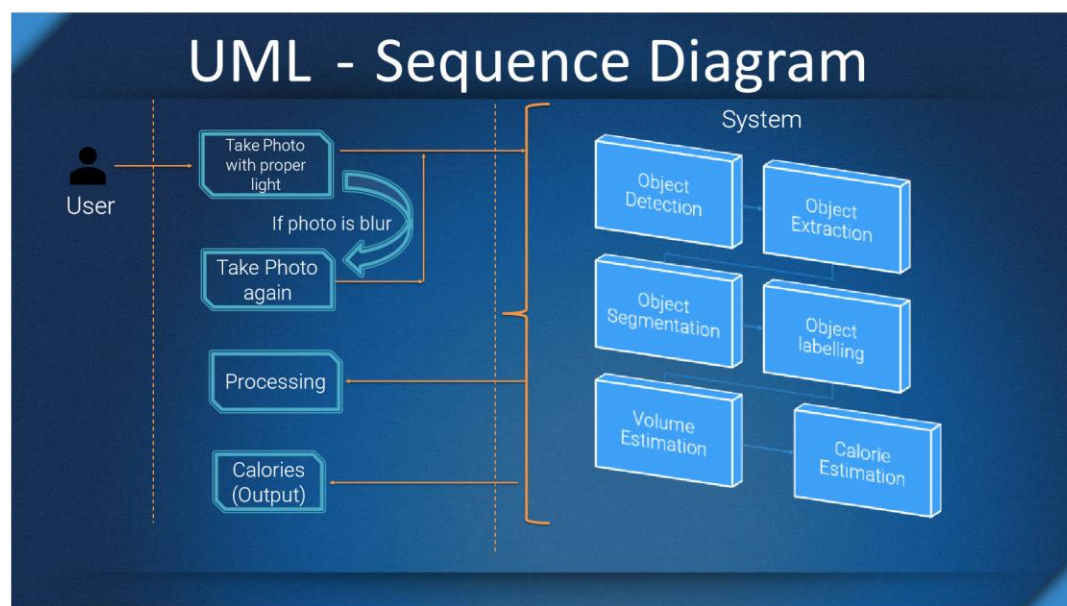 UML - Sequence Diagram
User
Take Photo
with proper
light
If photo is blur
Take Photo
again
Processing
Calories
(Output)
System
Object
Detection
Object
Extraction
Object
Segmentation
Object
labelling
Volume
Estimation
Calorie
Estimation